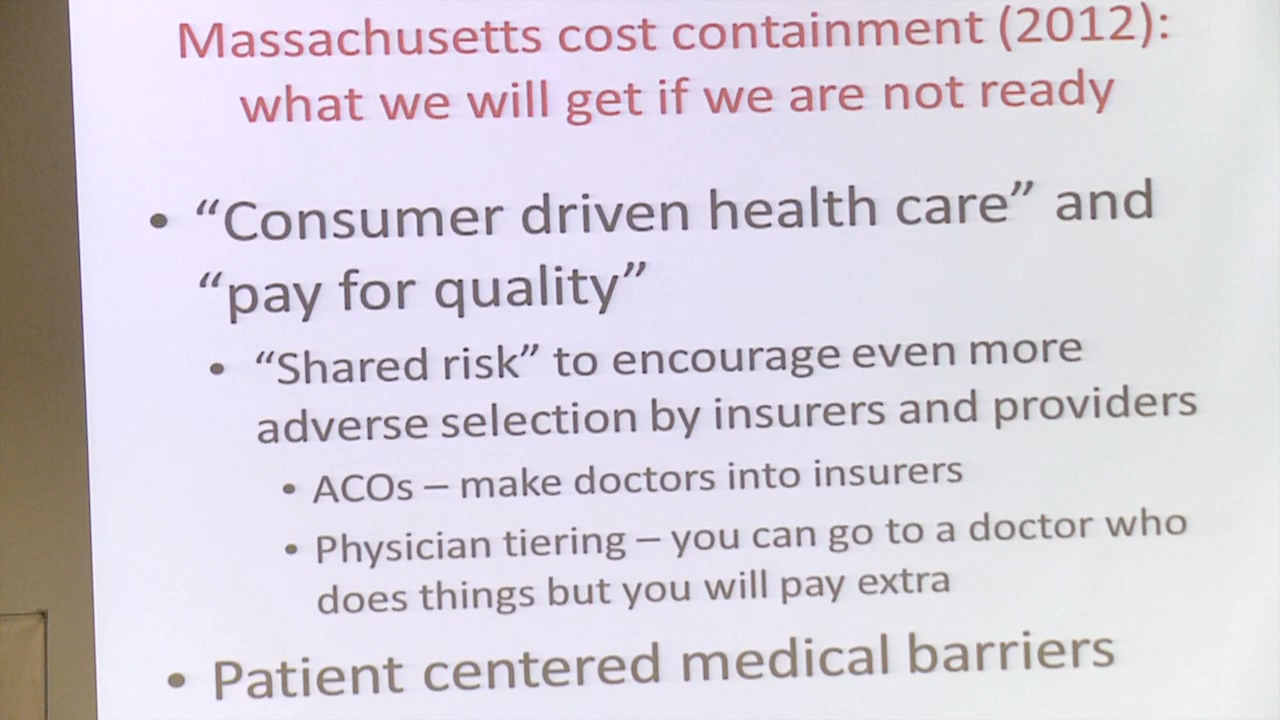 Massachusetts cost containment (2012):
what we will get if we are not ready
• “Consumer driven health care” and
“pay for quality”
• “Shared risk” to encourage even more
adverse selection by insurers and providers
• ACOs – make doctors into insurers
• Physician tiering – you can go to a doctor who
does things but you will pay extra
• Patient centered medical barriers